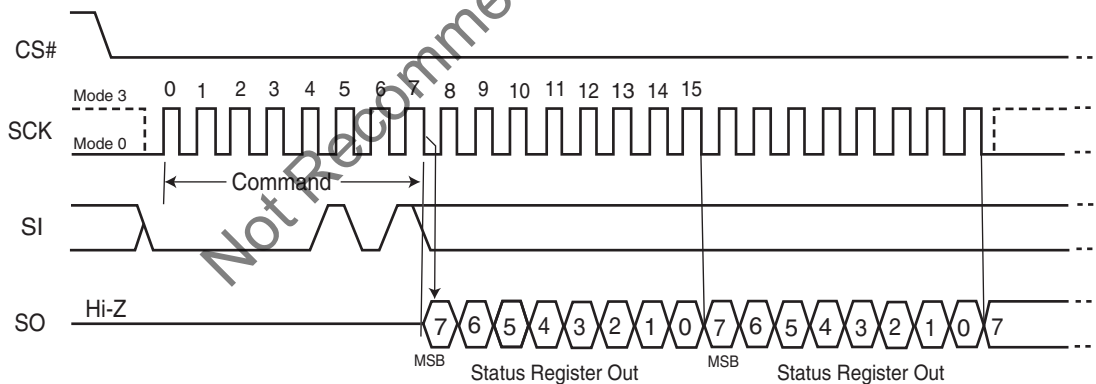 CS#
Mode 3
0 1 2 3 4 5 6 7 8 9 10 11 12 13 14 15
SCK
Mode 0
Command
SI
Hi-Z
SO
7 6 5 4 3 2 1 0 7 6 5 4 3 2 1 0 7
MSB Status Register Out MSB Status Register Out
Not Recomme